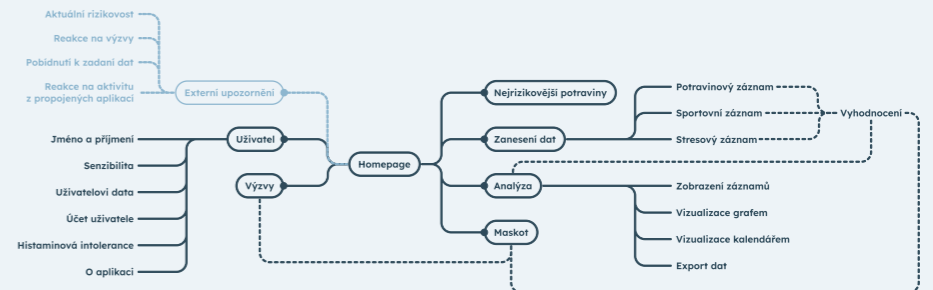 Aktuální rizikovost
Reakce na výzvy
Pobídnutí k zadání dat
Reakce na aktivitu
z propojených aplikací
Externí upozornění
Jméno a příjmení
Senzibilita
Uživatelovi data
Účet uživatele
Histaminová intolerance
O aplikaci
Uživatel
Výzvy
Homepage
Nejrizikovější potraviny
Zanesení dat
Analýza
Maskot
Potravinový záznam
Sportovní záznam
Stresový záznam
Vyhodnocení
Zobrazení záznamů
Vizualizace grafem
Vizualizace kalendářem
Export dat